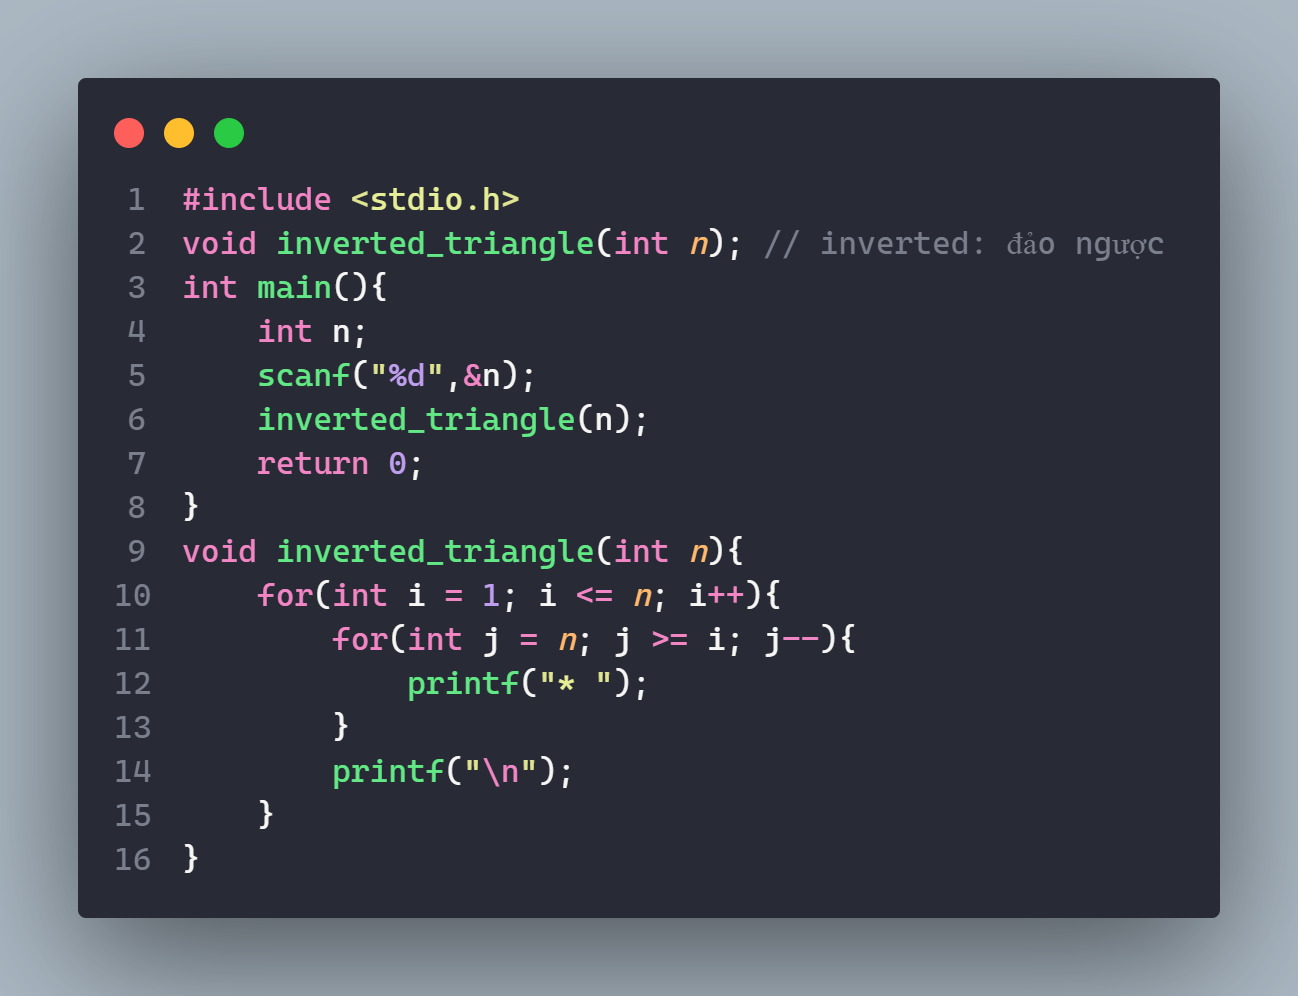 1 #include <stdio.h>
2 void inverted_triangle(int n); // inverted: đảo ngược
3 int main(){
4     int n;
5     scanf("%d",&n);
6     inverted_triangle(n);
7     return 0;
8 }
9 void inverted_triangle(int n){
10     for(int i = 1; i <= n; i++){
11         for(int j = n; j >= i; j--){
12             printf("* ");
13         }
14         printf("\n");
15     }
16 }